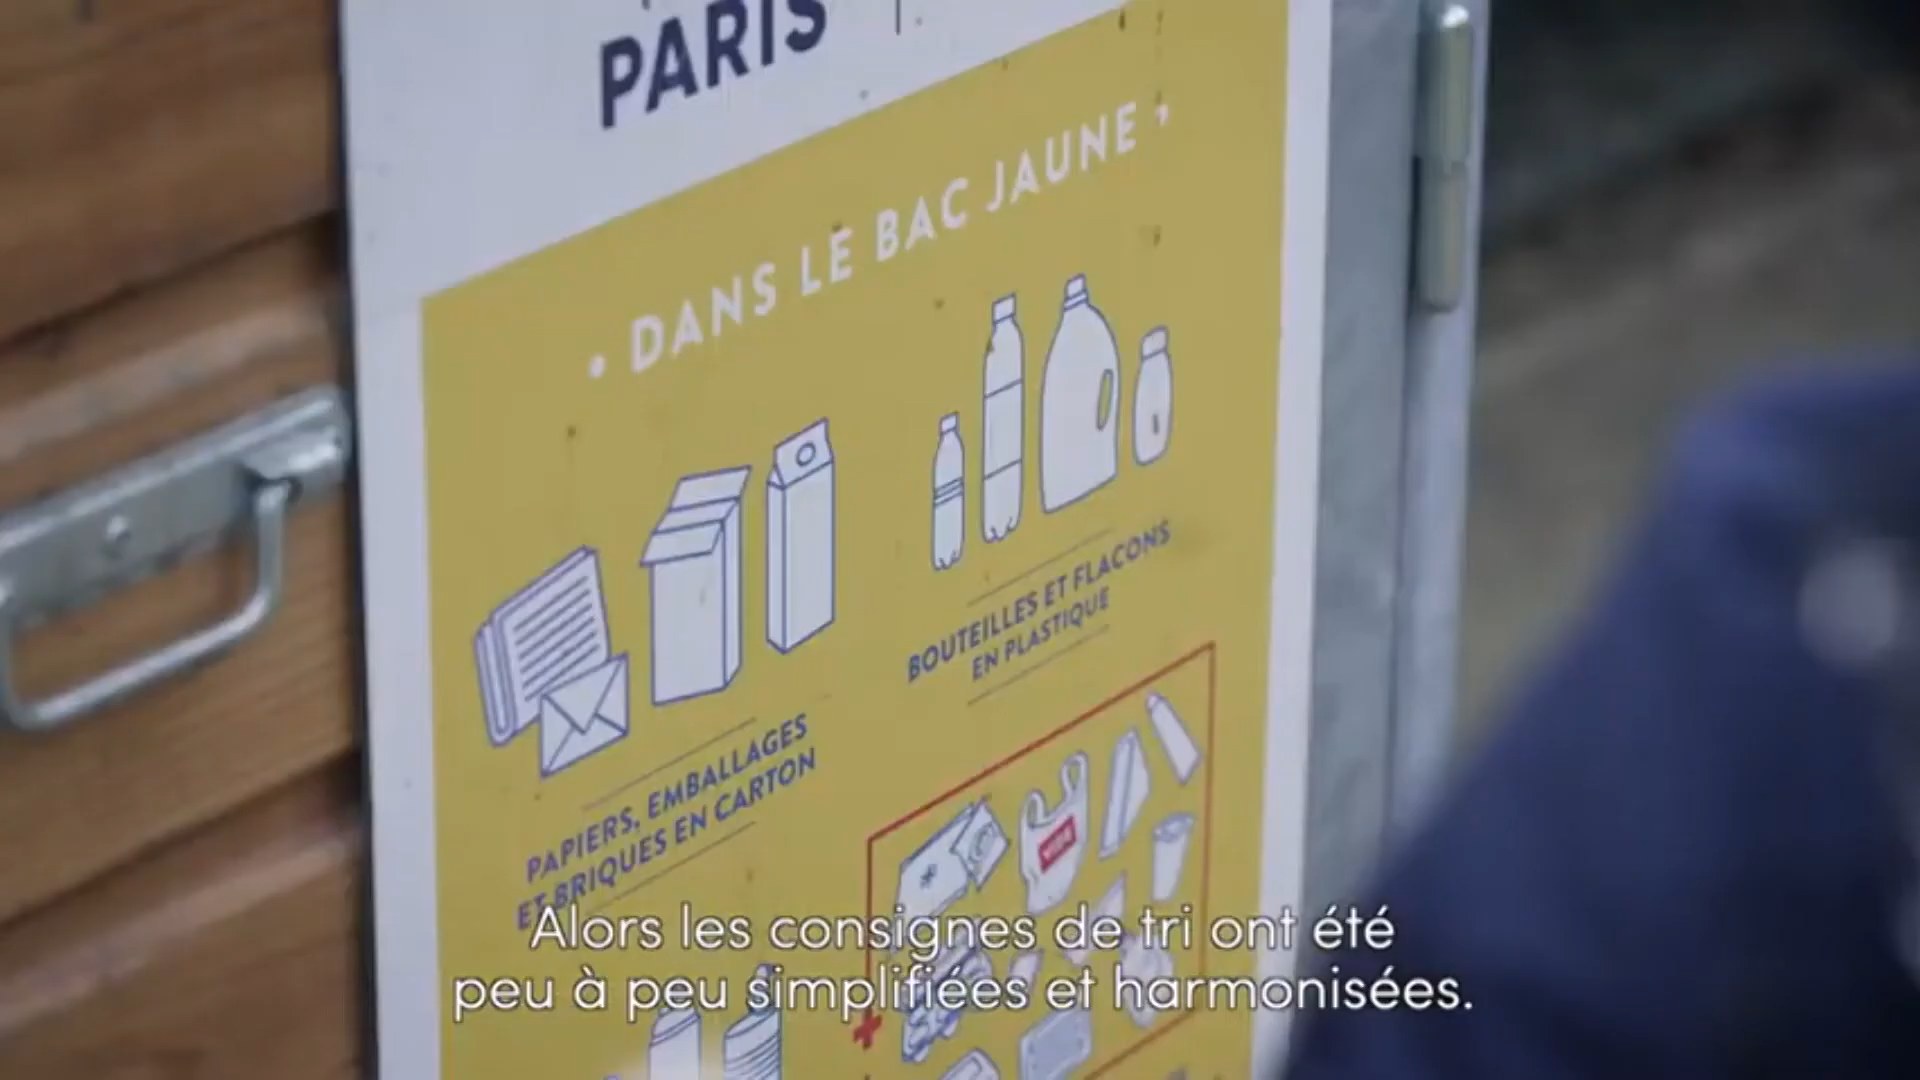 PARIS
• DANS LE BAC JAUNE •
BOUTEILLES ET FLACONS
EN PLASTIQUE
PAPIERS, EMBALLAGES
ET BRIQUES EN CARTON
Alors les consignes de tri ont été
peu à peu simplifiées et harmonisées.